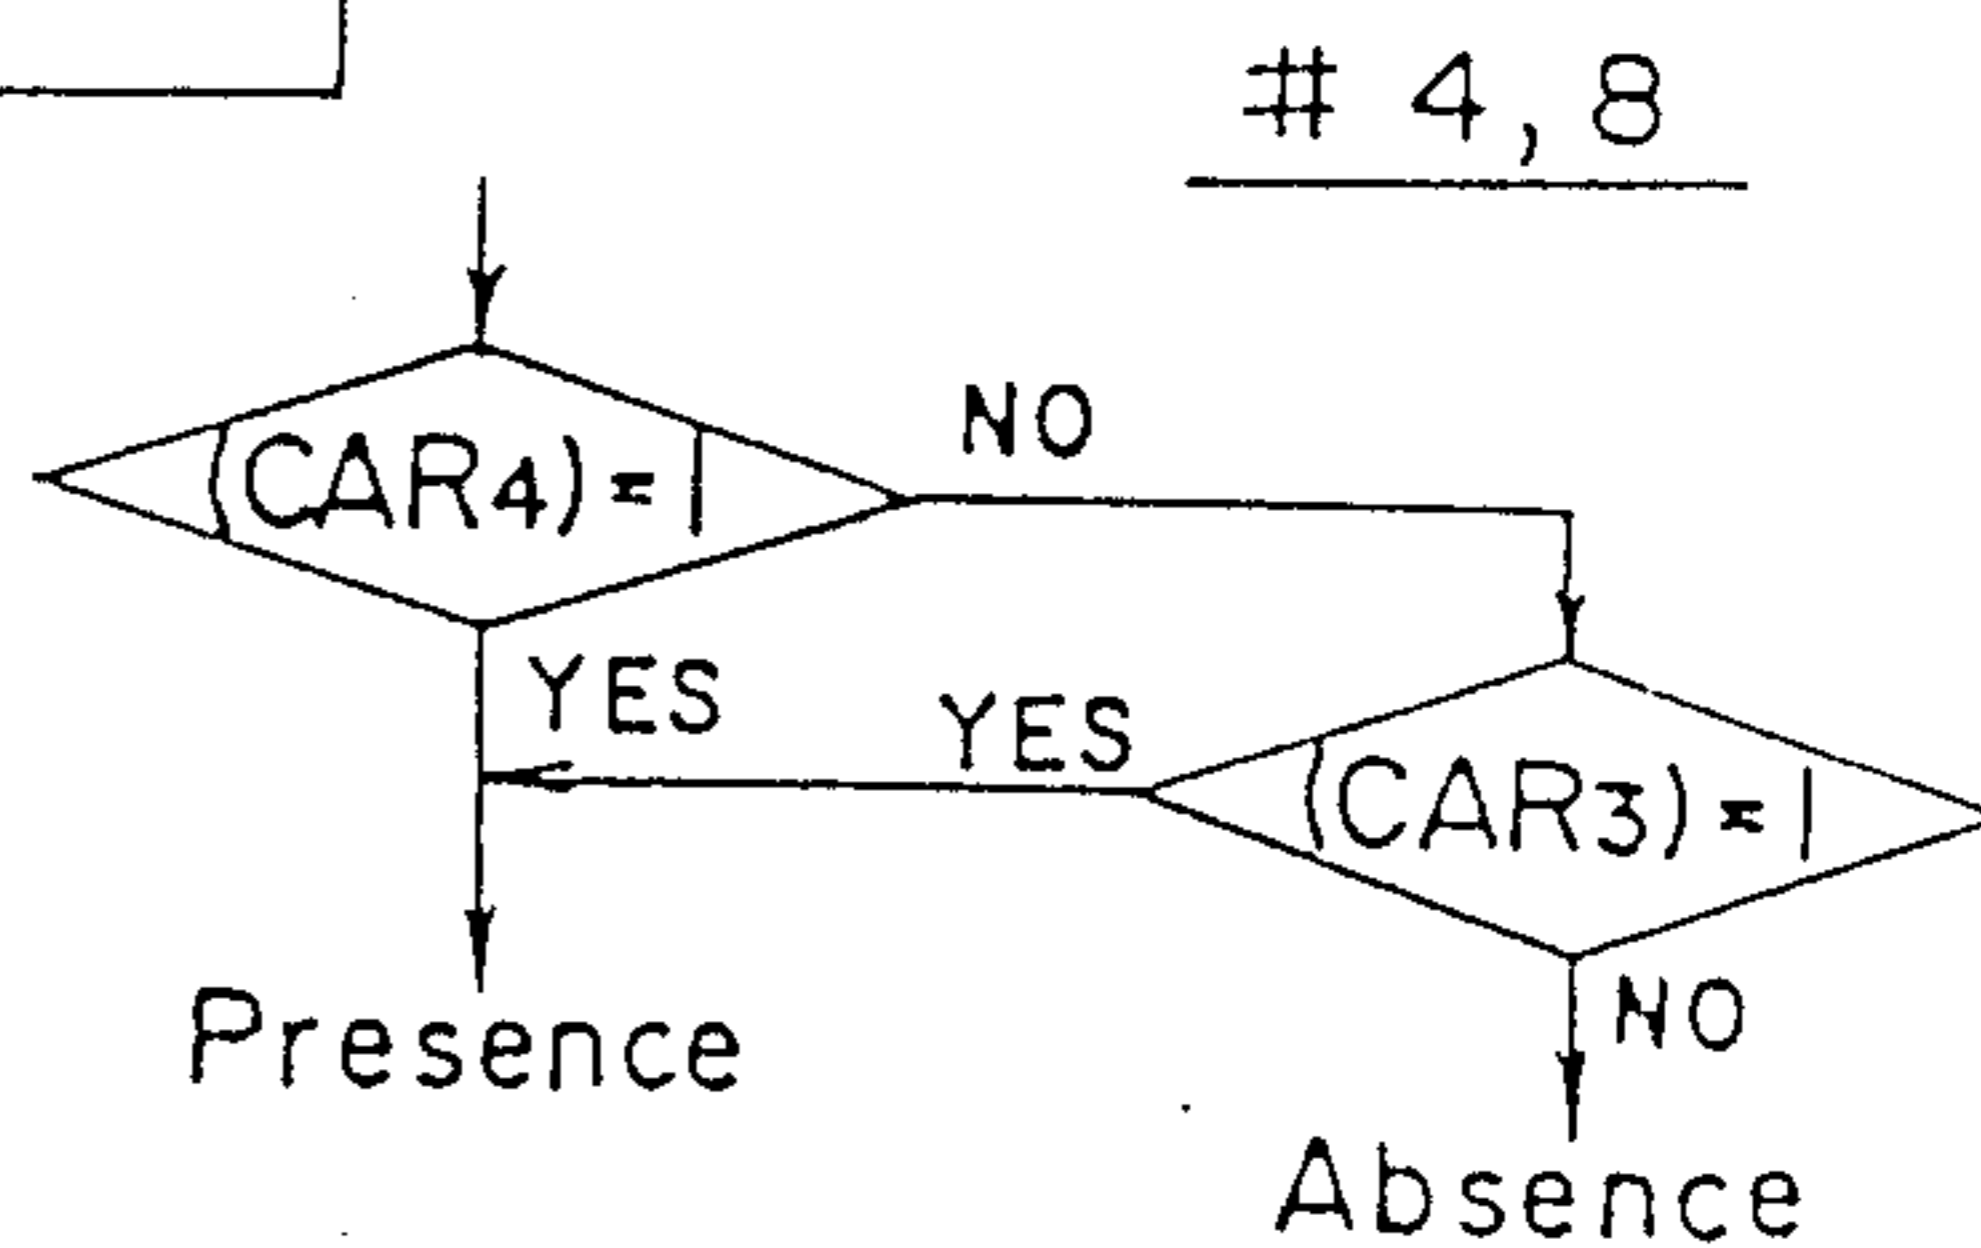 # 4,8
(CAR4)=1
NO
YES
YES
(CAR3)=1
NO
Presence
Absence